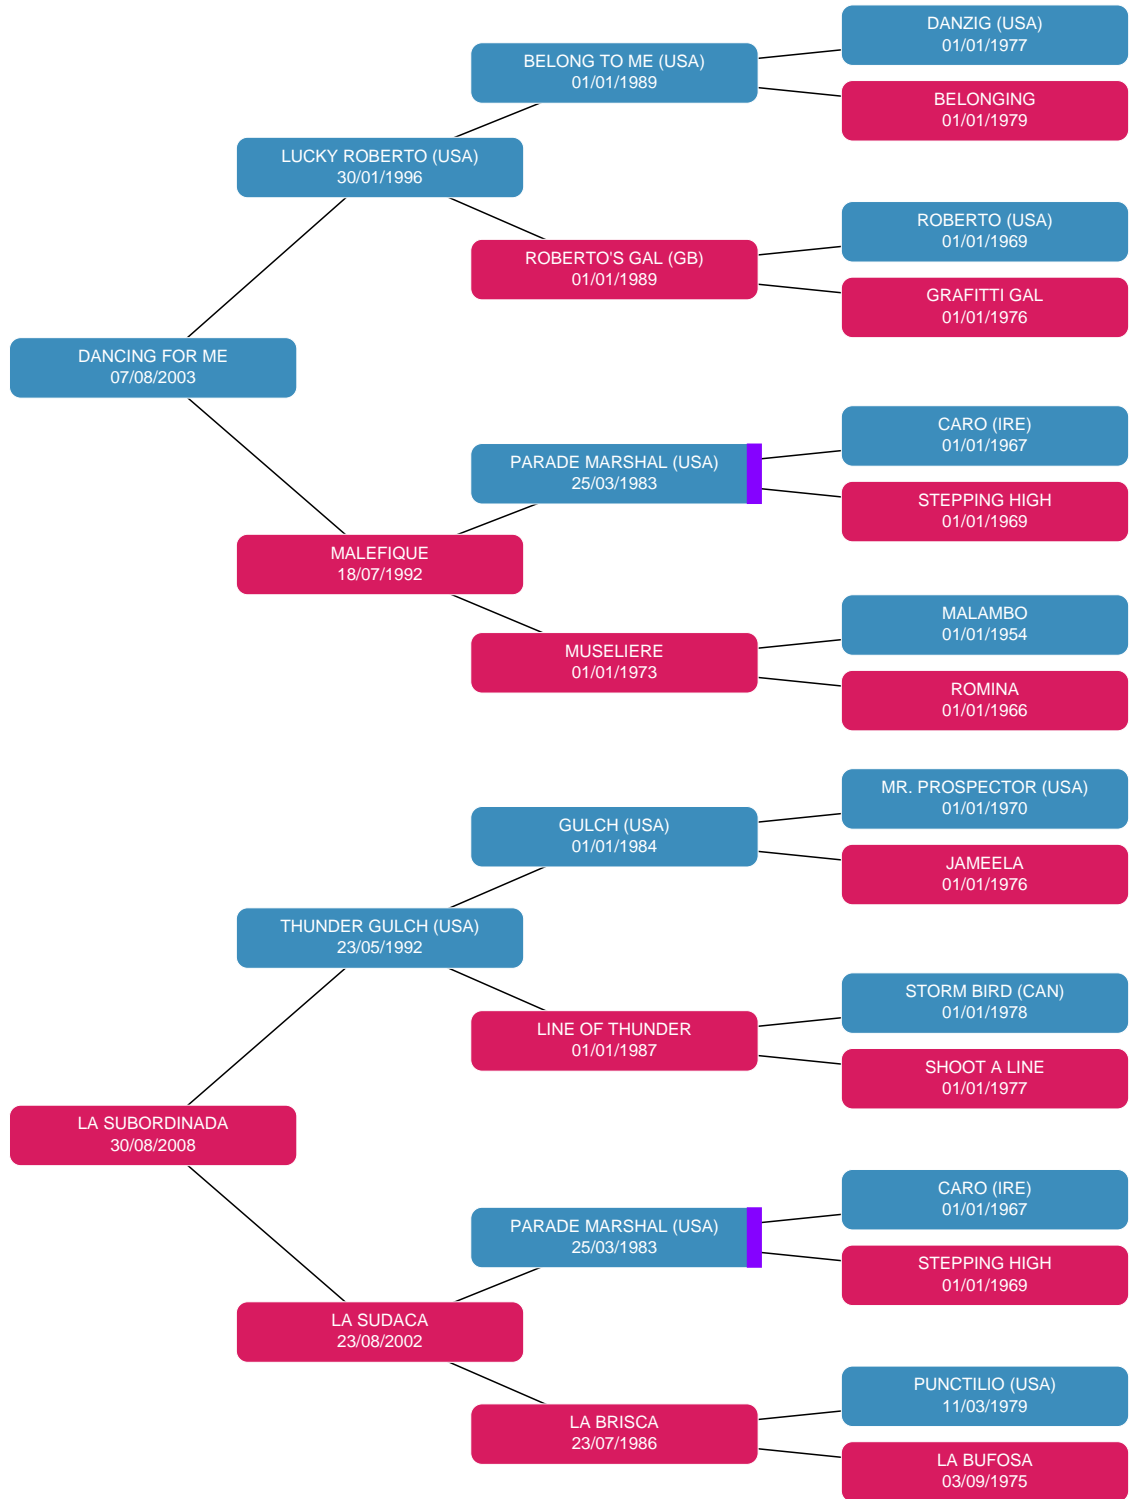 DANZIG (USA)
01/01/1977
BELONG TO ME (USA)
01/01/1989
BELONGING
01/01/1979
LUCKY ROBERTO (USA)
30/01/1996
ROBERTO (USA)
01/01/1969
ROBERTO'S GAL (GB)
01/01/1989
GRAFITTI GAL
01/01/1976
DANCING FOR ME
07/08/2003
CARO (IRE)
01/01/1967
PARADE MARSHAL (USA)
25/03/1983
STEPPING HIGH
01/01/1969
MALEFIQUE
18/07/1992
MALAMBO
01/01/1954
MUSELIERE
01/01/1973
ROMINA
01/01/1966
MR. PROSPECTOR (USA)
01/01/1970
GULCH (USA)
01/01/1984
JAMEELA
01/01/1976
THUNDER GULCH (USA)
23/05/1992
STORM BIRD (CAN)
01/01/1978
LINE OF THUNDER
01/01/1987
SHOOT A LINE
01/01/1977
LA SUBORDINADA
30/08/2008
CARO (IRE)
01/01/1967
PARADE MARSHAL (USA)
25/03/1983
STEPPING HIGH
01/01/1969
LA SUDACA
23/08/2002
PUNCTILIO (USA)
11/03/1979
LA BRISCA
23/07/1986
LA BUFOSA
03/09/1975